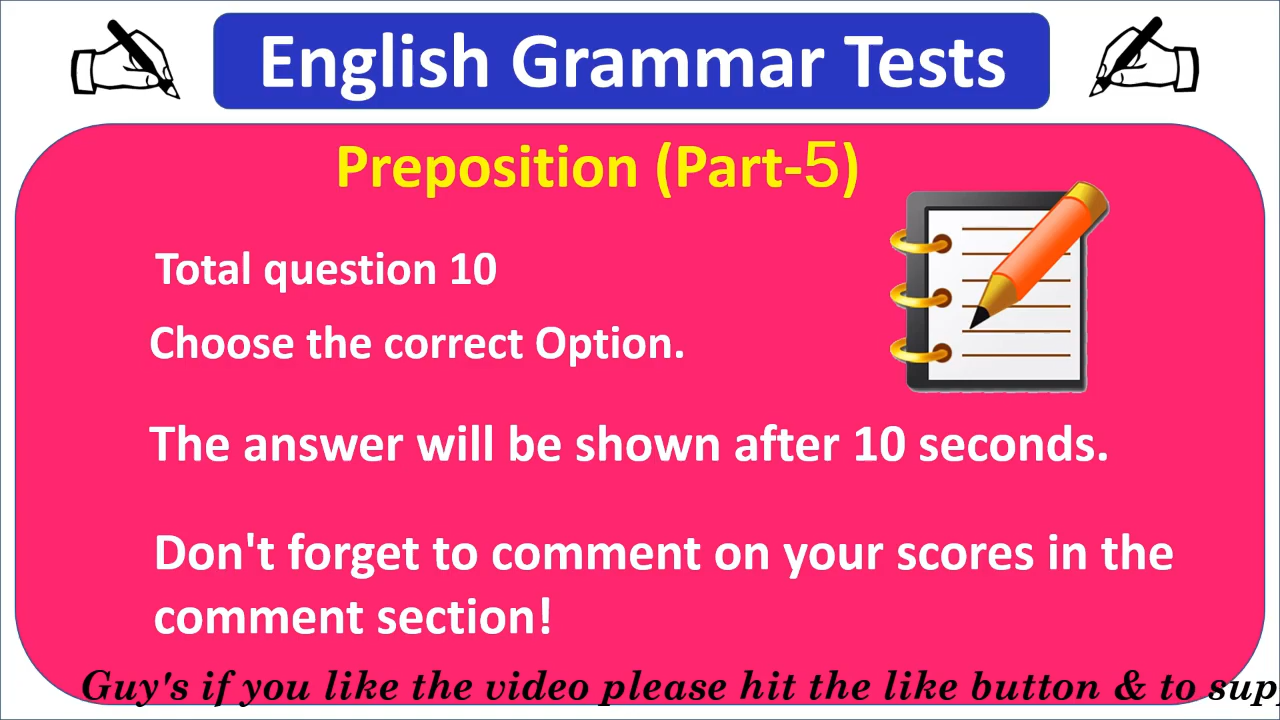 English Grammar Tests
Preposition (Part-5)
Total question 10
Choose the correct Option.
The answer will be shown after 10 seconds.
Don't forget to comment on your scores in the
comment section!
Guy's if you like the video please hit the like button & to